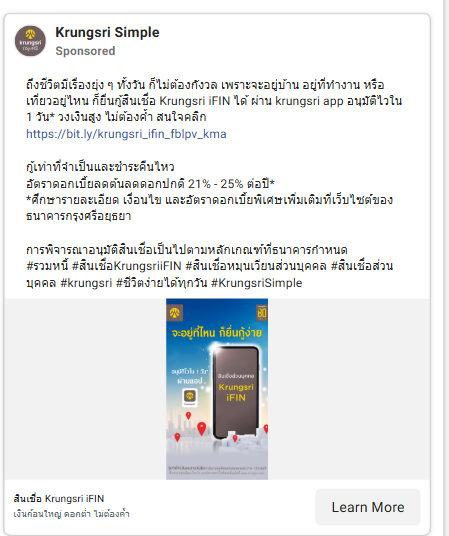 Krungsri Simple
Sponsored
krungsri
กรุงศรี
ถึงชีวิตมีเรื่องยุ่ง ๆ ทั้งวัน ก็ไม่ต้องกังวล เพราะจะอยู่บ้าน อยู่ที่ทำงาน หรือ
เที่ยวอยู่ไหน ก็ยื่นกู้สินเชื่อ Krungsri iFIN ได้ ผ่าน krungsri app อนุมัติไวใน
1 วัน* วงเงินสูง ไม่ต้องค้ำ สนใจคลิก
https://bit.ly/krungsri_ifin_fblpv_kma
กู้เท่าที่จำเป็นและชำระคืนไหว
อัตราดอกเบี้ยลดต้นลดดอกปกติ 21% - 25% ต่อปี*
*ศึกษารายละเอียด เงื่อนไข และอัตราดอกเบี้ยพิเศษเพิ่มเติมที่เว็บไซต์ของ
ธนาคารกรุงศรีอยุธยา
การพิจารณาอนุมัติสินเชื่อเป็นไปตามหลักเกณฑ์ที่ธนาคารกำหนด
#รวมหนี้ #สินเชื่อKrungsriiFIN #สินเชื่อหมุนเวียนส่วนบุคคล #สินเชื่อส่วน
บุคคล #krungsri #ชีวิตง่ายได้ทุกวัน #KrungsriSimple
จะอยู่ที่ไหน ก็ยื่นกู้ง่าย
อนุมัติไวใน 1 วัน*
ผ่านแอป
สินเชื่อส่วนบุคคล
Krungsri
iFIN
สินเชื่อ Krungsri iFIN
เงินก้อนใหญ่ ดอกต่ำ ไม่ต้องค้ำ
Learn More